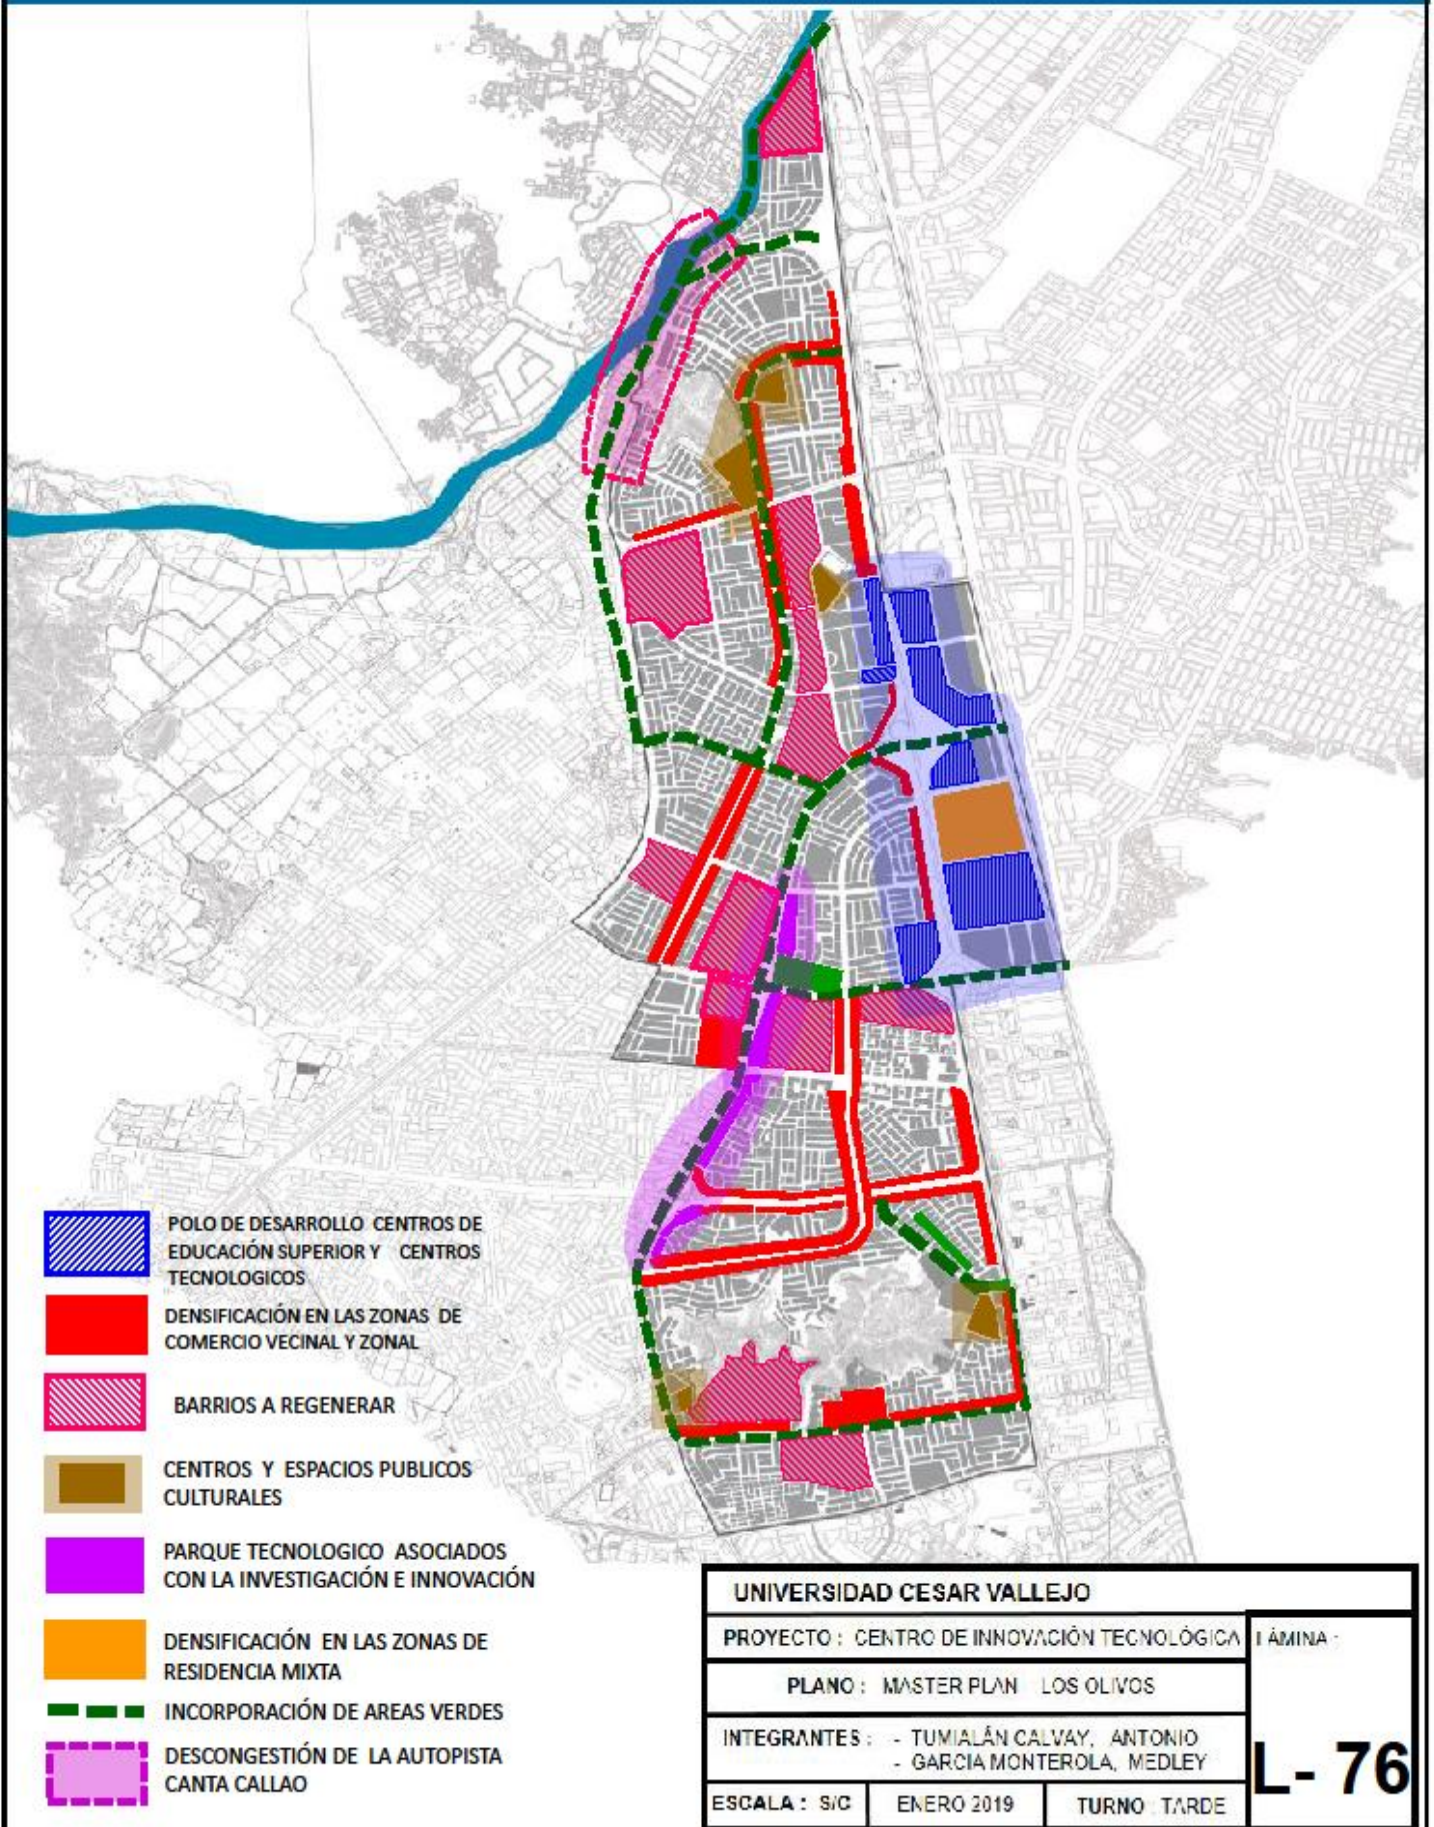 POLO DE DESARROLLO CENTROS DE
EDUCACIÓN SUPERIOR Y CENTROS
TECNOLOGICOS
DENSIFICACIÓN EN LAS ZONAS DE
COMERCIO VECINAL Y ZONAL
BARRIOS A REGENERAR
CENTROS Y ESPACIOS PUBLICOS
CULTURALES
PARQUE TECNOLOGICO ASOCIADOS
CON LA INVESTIGACIÓN E INNOVACIÓN
DENSIFICACIÓN EN LAS ZONAS DE
RESIDENCIA MIXTA
INCORPORACIÓN DE AREAS VERDES
DESCONGESTIÓN DE LA AUTOPISTA
CANTA CALLAO
UNIVERSIDAD CESAR VALLEJO
PROYECTO : CENTRO DE INNOVACIÓN TECNOLÓGICA
LÁMINA :
PLANO : MASTER PLAN LOS OLIVOS
INTEGRANTES : - TUMIALÁN CALVAY, ANTONIO
- GARCIA MONTEROLA, MEDLEY
L- 76
ESCALA : S/C
ENERO 2019
TURNO : TARDE